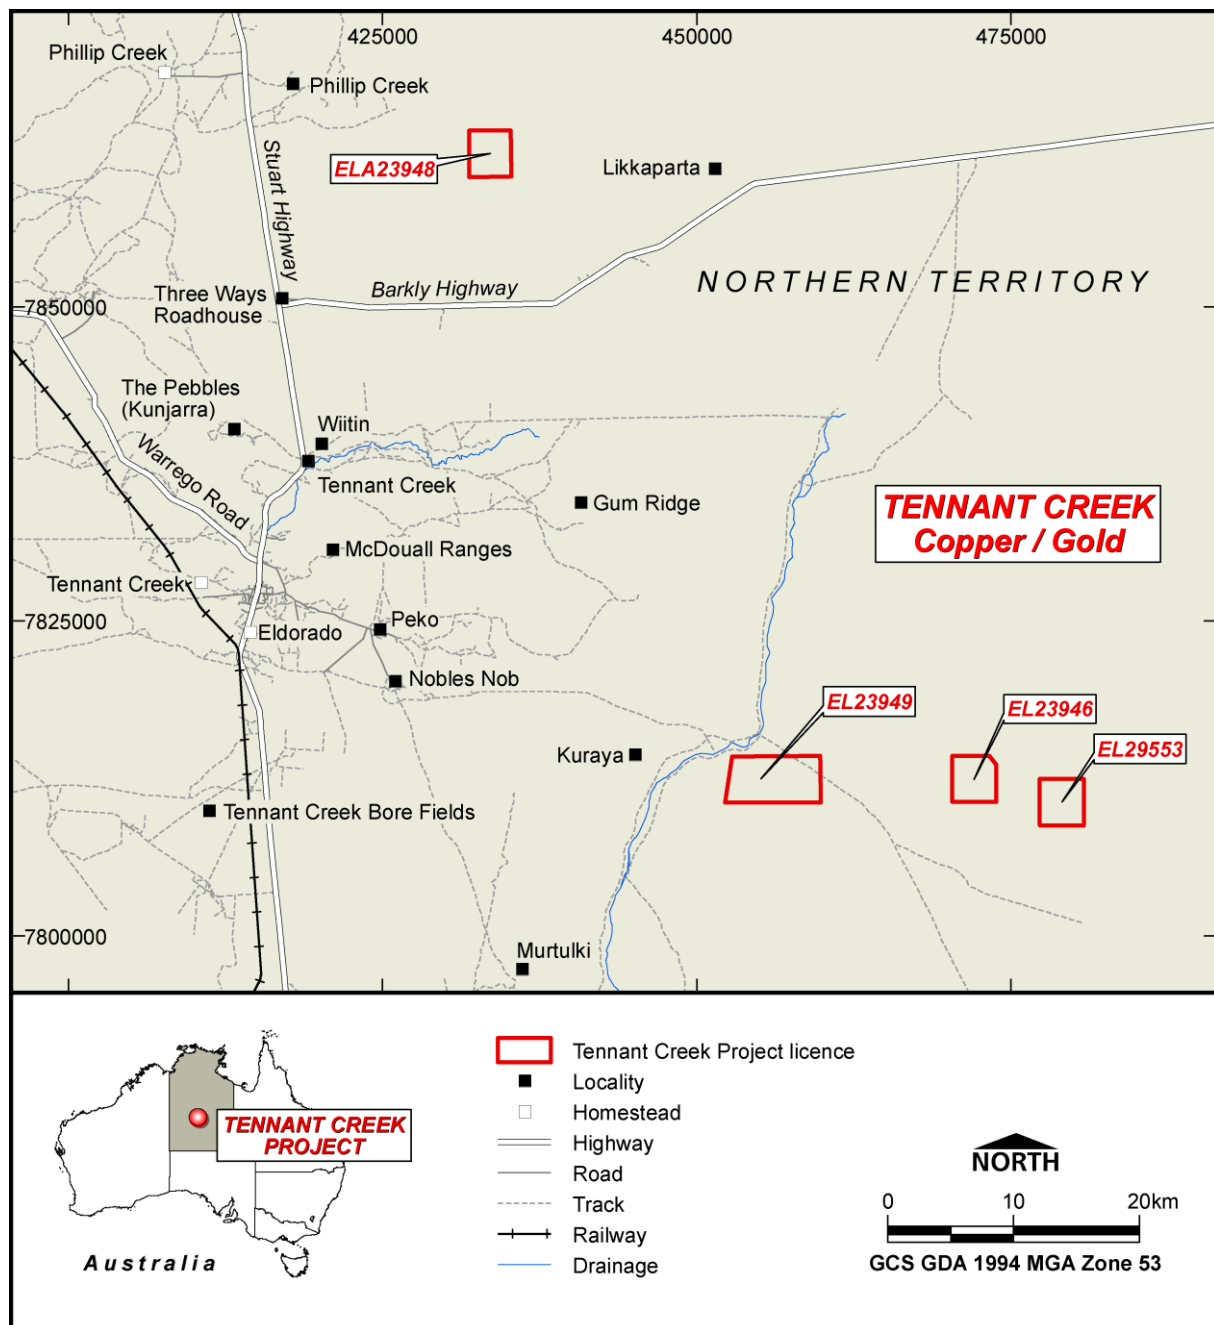 425000
450000
475000
Phillip Creek
Phillip Creek
ELA23948
Likkaparta
Stuart Highway
NORTHERN TERRITORY
Barkly Highway
Three Ways
Roadhouse
7850000
The Pebbles
(Kunjarra)
Wiitin
Warrego Road
Tennant Creek
Gum Ridge
TENNANT CREEK
Copper / Gold
McDouall Ranges
Tennant Creek
7825000
Peko
Eldorado
Nobles Nob
EL23949
EL23946
EL29553
Kuraya
Tennant Creek Bore Fields
7800000
Murtulki
TENNANT CREEK
PROJECT
Australia
Tennant Creek Project licence
Locality
Homestead
Highway
Road
Track
Railway
Drainage
NORTH
0 10 20km
GCS GDA 1994 MGA Zone 53